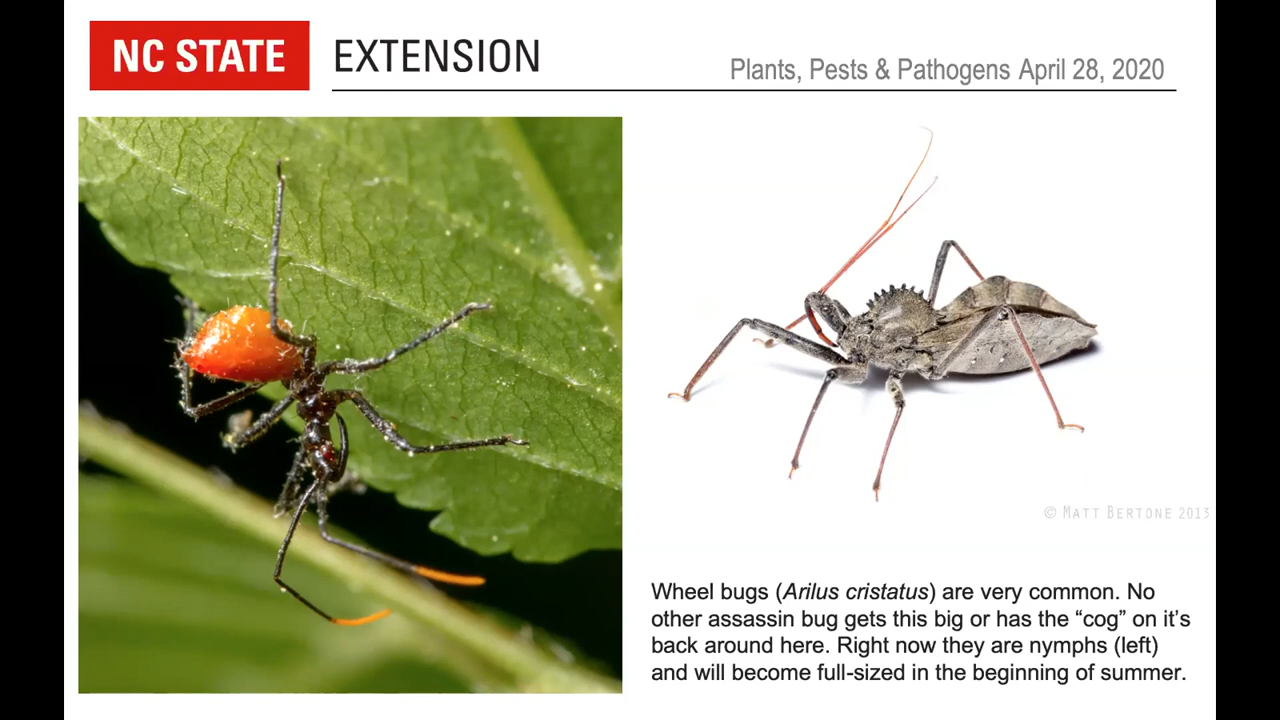 NC STATE EXTENSION
Plants, Pests & Pathogens April 28, 2020
© MATT BERTONE 2013
Wheel bugs (Arilus cristatus) are very common. No
other assassin bug gets this big or has the “cog” on it’s
back around here. Right now they are nymphs (left)
and will become full-sized in the beginning of summer.